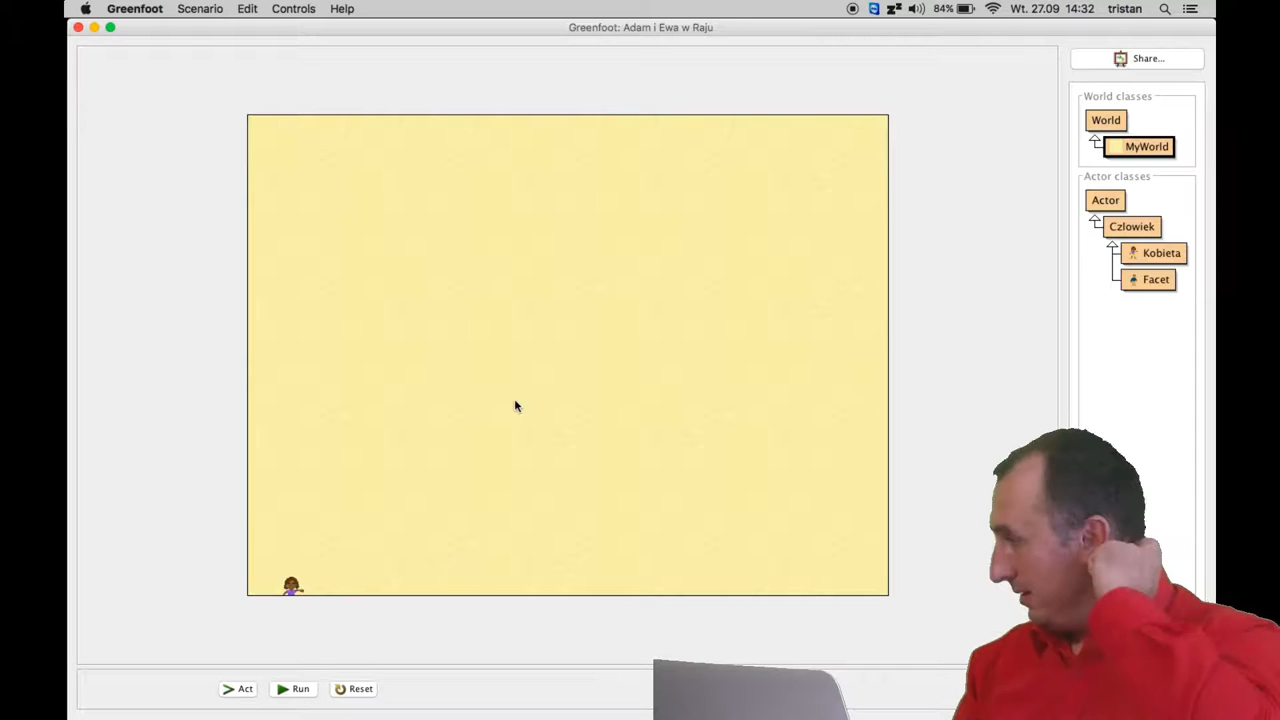 Greenfoot Scenario Edit Controls Help 84% Wt. 27.09 14:32 tristan
Greenfoot: Adam i Ewa w Raju
Share...
World classes
World
MyWorld
Actor classes
Actor
Czlowiek
Kobieta
Facet
Act Run Reset